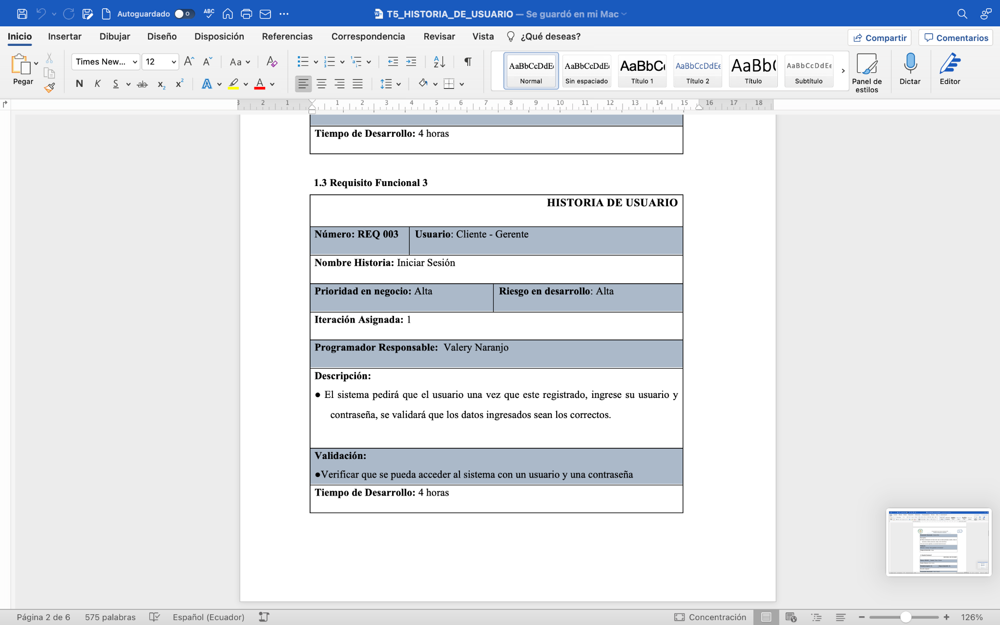 Autoguardado
ABC
T5_HISTORIA_DE_USUARIO — Se guardó en mi Mac
Inicio Insertar Dibujar Diseño Disposición Referencias Correspondencia Revisar Vista ¿Qué deseas? Compartir Comentarios
Pegar
Times New... 12 Aa
N K S ab x2 x2 A A
AaBbCcDdEe Normal
AaBbCcDdEe Sin espaciado
AaBbCc Título 1
AaBbCcDdEe Título 2
AaBb( Título
AaBbCcDdEe Subtítulo
Panel de estilos
Dictar
Editor
3 2 1 1 2 3 4 5 6 7 8 9 10 11 12 13 14 15 16 17 18
Tiempo de Desarrollo: 4 horas
1.3 Requisito Funcional 3
HISTORIA DE USUARIO
Número: REQ 003 Usuario: Cliente - Gerente
Nombre Historia: Iniciar Sesión
Prioridad en negocio: Alta Riesgo en desarrollo: Alta
Iteración Asignada: 1
Programador Responsable: Valery Naranjo
Descripción:
● El sistema pedirá que el usuario una vez que este registrado, ingrese su usuario y
contraseña, se validará que los datos ingresados sean los correctos.
Validación:
●Verificar que se pueda acceder al sistema con un usuario y una contraseña
Tiempo de Desarrollo: 4 horas
Página 2 de 6 575 palabras Español (Ecuador) Concentración 126%